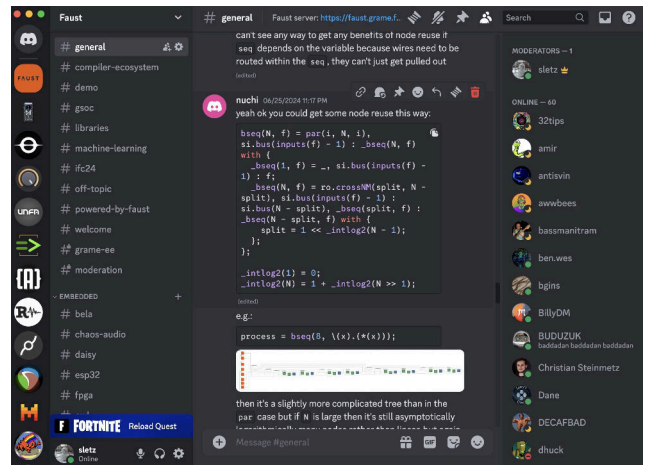 Faust
general
Faust server: https://faust.grame.f..
Search
FAUST
UNFA
{A}
R
general
compiler-ecosystem
demo
gsoc
libraries
machine-learning
ifc24
off-topic
powered-by-faust
welcome
grame-ee
moderation
EMBEDDED
bela
chaos-audio
daisy
esp32
fpga
FORTNITE Reload Quest
sletz
Online
can't see any way to get any benefits of node reuse if
seq depends on the variable because wires need to be
routed within the seq, they can't just get pulled out
(edited)
nuchi 06/25/2024 11:17 PM
yeah ok you could get some node reuse this way:
bseq(N, f) = par(i, N, i),
si.bus(inputs(f) - 1) : _bseq(N, f)
with {
_bseq(1, f) = _, si.bus(inputs(f) -
1) : f;
_bseq(N, f) = ro.crossNM(split, N -
split), si.bus(inputs(f) - 1) :
si.bus(N - split), _bseq(split, f) :
_bseq(N - split, f) with {
split = 1 << _intlog2(N - 1);
};
};
_intlog2(1) = 0;
_intlog2(N) = 1 + _intlog2(N >> 1);
(edited)
e.g.:
process = bseq(8, \(x).(*(x)));
then it's a slightly more complicated tree than in the
par case but if N is large then it's still asymptotically
Message #general
GIF
MODERATORS — 1
sletz
ONLINE — 60
32tips
amir
antisvin
awwbees
bassmanitram
ben.wes
bgins
BillyDM
BUDUZUK
baddadan baddadan baddadan
Christian Steinmetz
Dane
DECAFBAD
dhuck